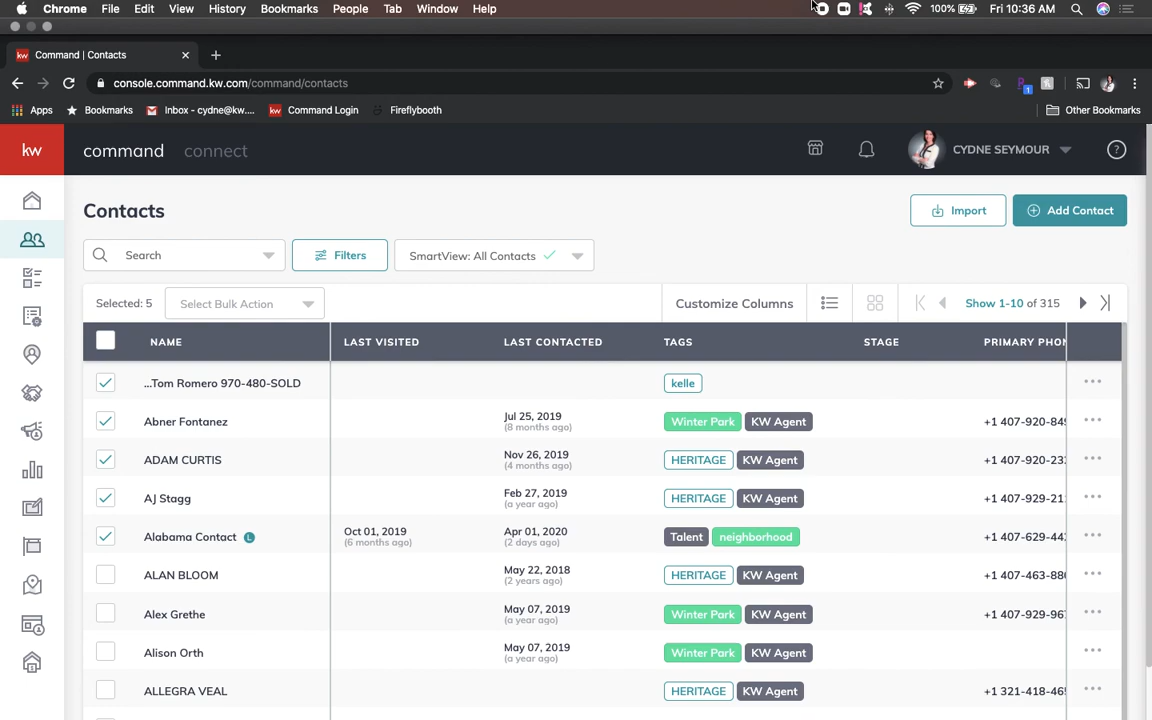 Chrome File Edit View History Bookmarks People Tab Window Help 100% Fri 10:36 AM
kw Command | Contacts
console.command.kw.com/command/contacts
1
Apps Bookmarks Inbox - cydne@kw.... kw Command Login Fireflybooth Other Bookmarks
kw command connect CYDNE SEYMOUR ?
Contacts Import Add Contact
Search Filters SmartView: All Contacts
Selected: 5 Select Bulk Action Customize Columns Show 1-10 of 315
NAME LAST VISITED LAST CONTACTED TAGS STAGE PRIMARY PHON
...Tom Romero 970-480-SOLD kelle
Abner Fontanez Jul 25, 2019 Winter Park KW Agent +1 407-920-84
(8 months ago)
ADAM CURTIS Nov 26, 2019 HERITAGE KW Agent +1 407-920-23
(4 months ago)
AJ Stagg Feb 27, 2019 HERITAGE KW Agent +1 407-929-21
(a year ago)
Alabama Contact L Oct 01, 2019 Apr 01, 2020 Talent neighborhood +1 407-629-44
(6 months ago) (2 days ago)
ALAN BLOOM May 22, 2018 HERITAGE KW Agent +1 407-463-88
(2 years ago)
Alex Grethe May 07, 2019 Winter Park KW Agent +1 407-929-96
(a year ago)
Alison Orth May 07, 2019 Winter Park KW Agent
(a year ago)
ALLEGRA VEAL HERITAGE KW Agent +1 321-418-46